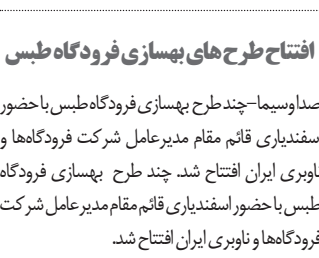 افتتاح طرح های بهسازی فرودگاه طبس
صداوسیما-چند طرح بهسازی فرودگاه طبس با حضور
سفندیاری قائم مقام مدیرعامل شرکت فرودگاه‌ها و
ناوبری ایران افتتاح شد. چند طرح بهسازی فرودگاه
طبس با حضور اسفندیاری قائم مقام مدیرعامل شرکت
فرودگاه‌ها و ناوبری ایران افتتاح شد.